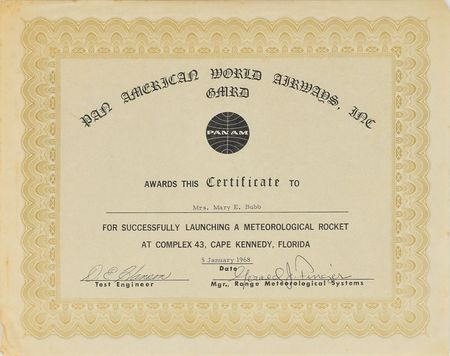 PAN AMERICAN WORLD AIRWAYS, INC
GMRD
PAN AM
AWARDS THIS Certificate TO
Mrs. Mary E. Bubb
FOR SUCCESSFULLY LAUNCHING A METEOROLOGICAL ROCKET
AT COMPLEX 43, CAPE KENNEDY, FLORIDA
5 January 1968
Date
Test Engineer
Mgr., Range Meteorological Systems